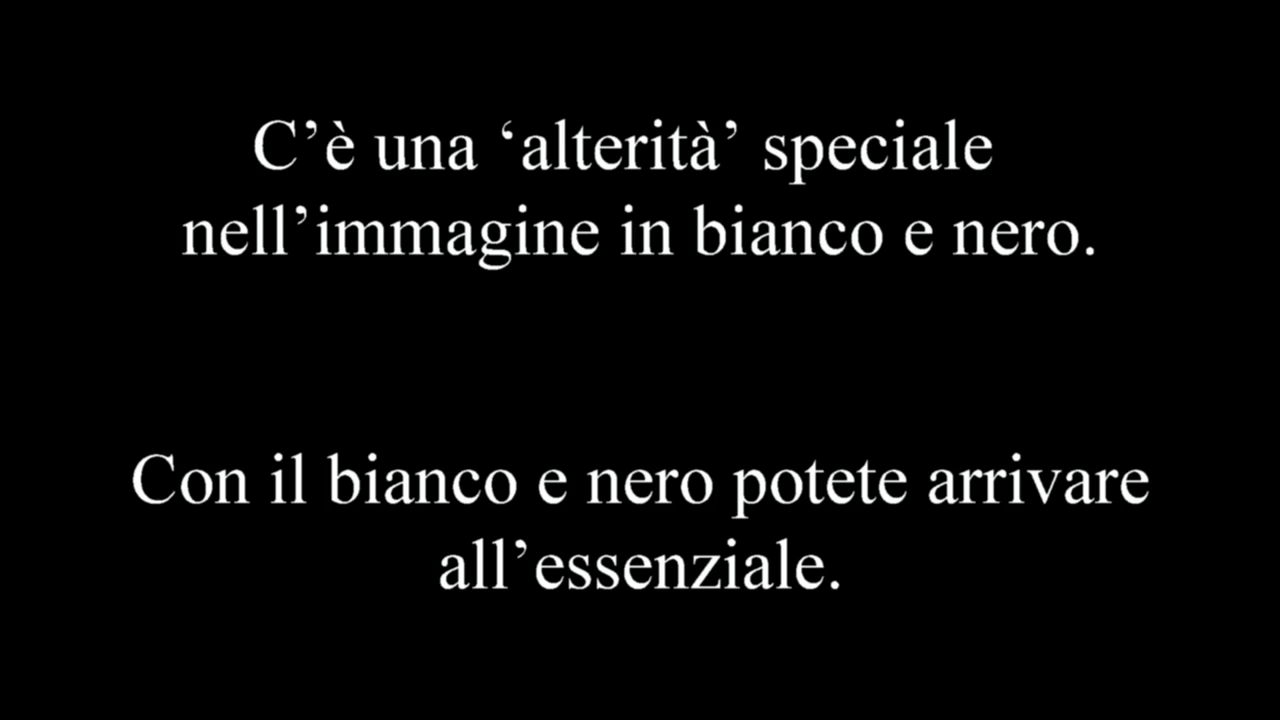 C’è una ‘alterità’ speciale
nell’immagine in bianco e nero.
Con il bianco e nero potete arrivare
all’essenziale.